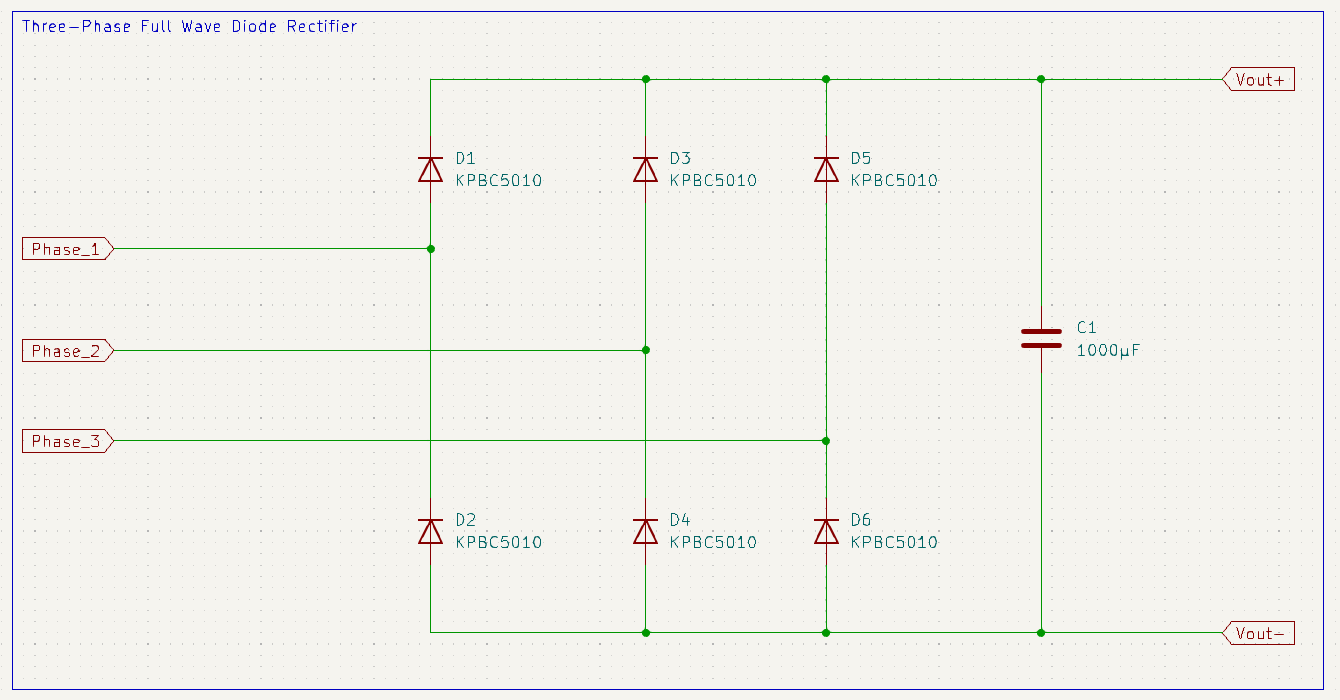 Three-Phase Full Wave Diode Rectifier
Vout+
D1
KPBC5010
D3
KPBC5010
D5
KPBC5010
Phase_1
C1
1000µF
Phase_2
Phase_3
D2
KPBC5010
D4
KPBC5010
D6
KPBC5010
Vout-